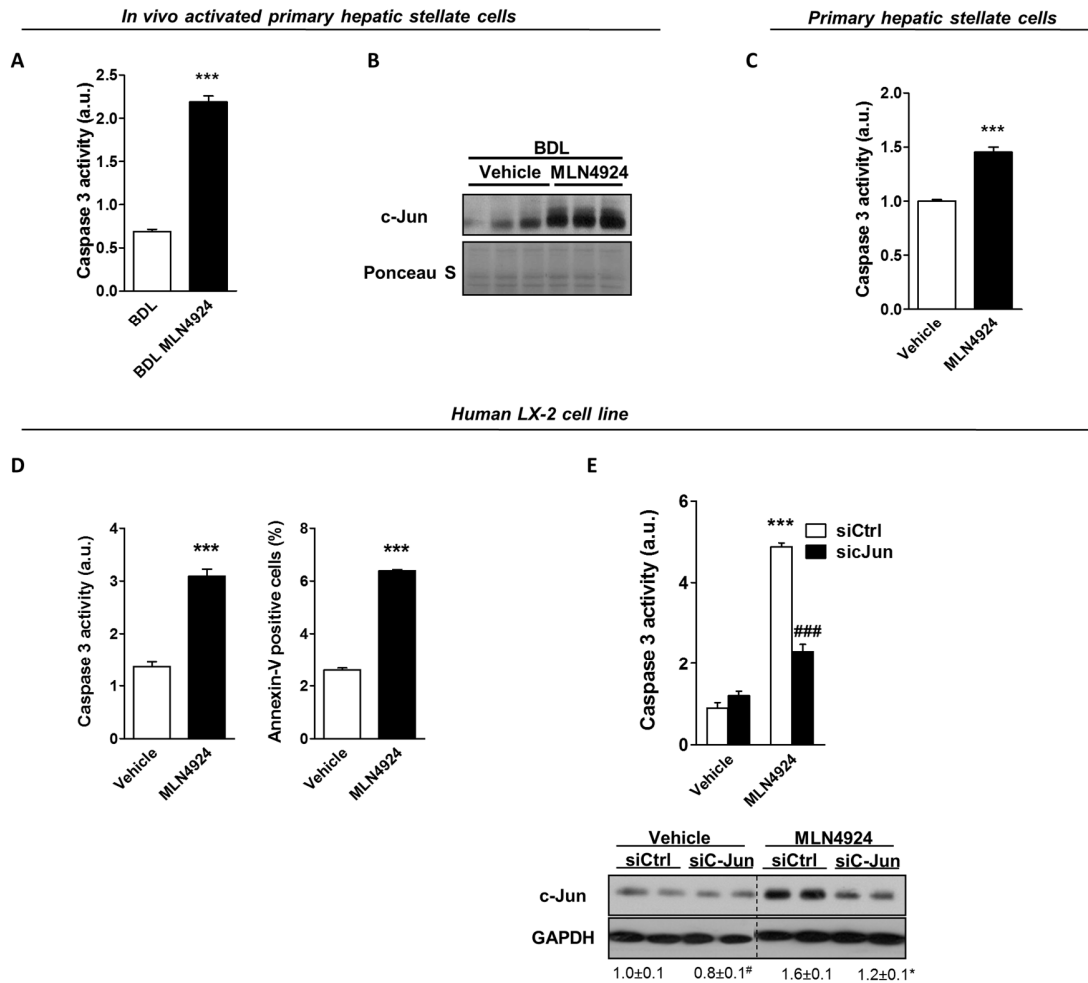 In vivo activated primary hepatic stellate cells
Primary hepatic stellate cells
A
Caspase 3 activity (a.u.)
2.5
2.0
1.5
1.0
0.5
0.0
***
BDL
BDL MLN4924
B
BDL
Vehicle MLN4924
c-Jun
Ponceau S
C
Caspase 3 activity (a.u.)
2.0
1.5
1.0
0.5
0.0
***
Vehicle
MLN4924
Human LX-2 cell line
D
Caspase 3 activity (a.u.)
4
3
2
1
0
***
Vehicle
MLN4924
Annexin-V positive cells (%)
8
6
4
2
0
***
Vehicle
MLN4924
E
Caspase 3 activity (a.u.)
6
4
2
0
***
###
siCtrl
sicJun
Vehicle
MLN4924
Vehicle MLN4924
siCtrl siC-Jun siCtrl siC-Jun
c-Jun
GAPDH
1.0±0.1 0.8±0.1# 1.6±0.1 1.2±0.1*